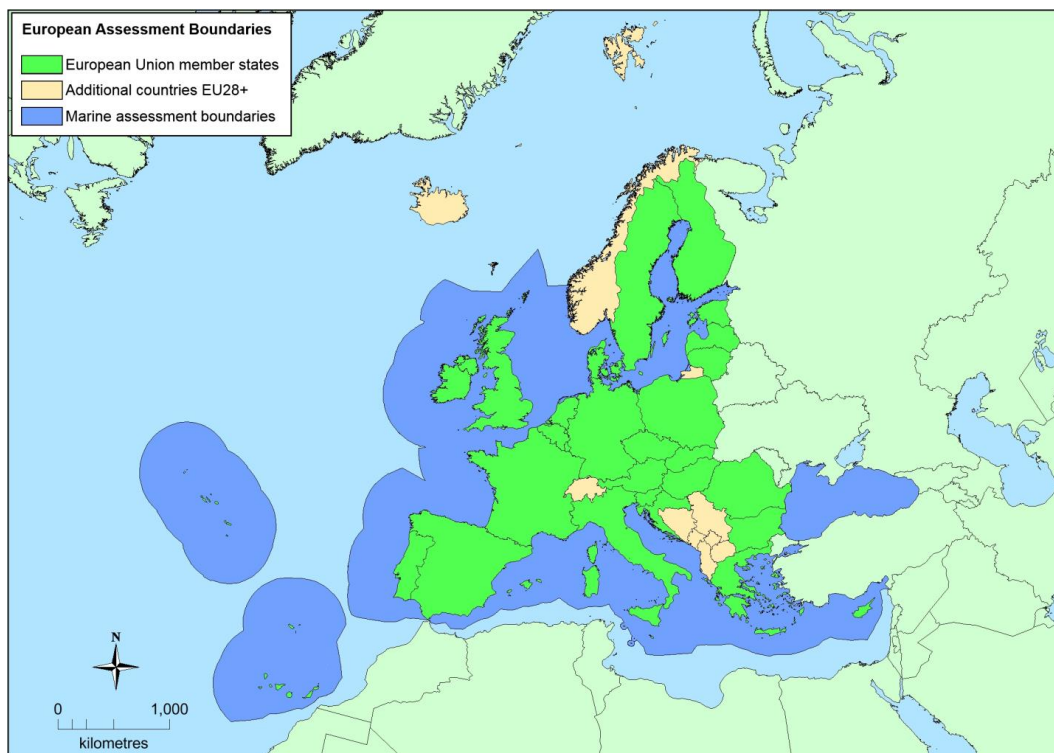 European Assessment Boundaries
European Union member states
Additional countries EU28+
Marine assessment boundaries
N
0 1,000
kilometres